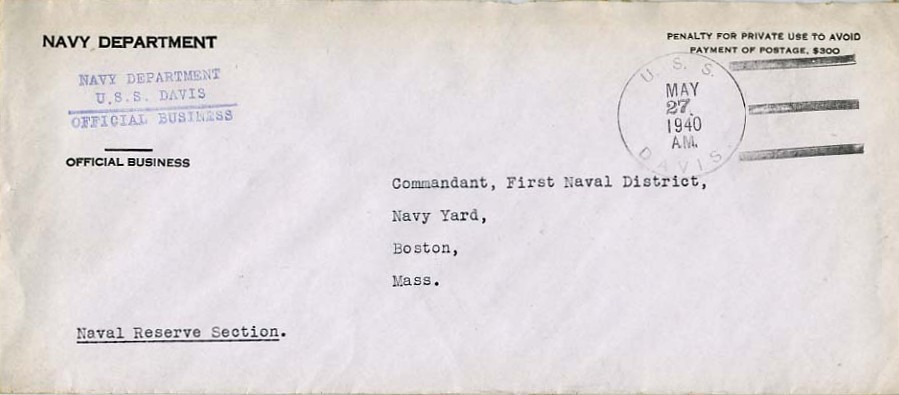 NAVY DEPARTMENT
NAVY DEPARTMENT
U.S.S. DAVIS
OFFICIAL BUSINESS
OFFICIAL BUSINESS
PENALTY FOR PRIVATE USE TO AVOID
PAYMENT OF POSTAGE, $300
U. S. S.
MAY
27.
1940
AM.
DAVIS.
Commandant, First Naval District,
Navy Yard,
Boston,
Mass.
Naval Reserve Section.